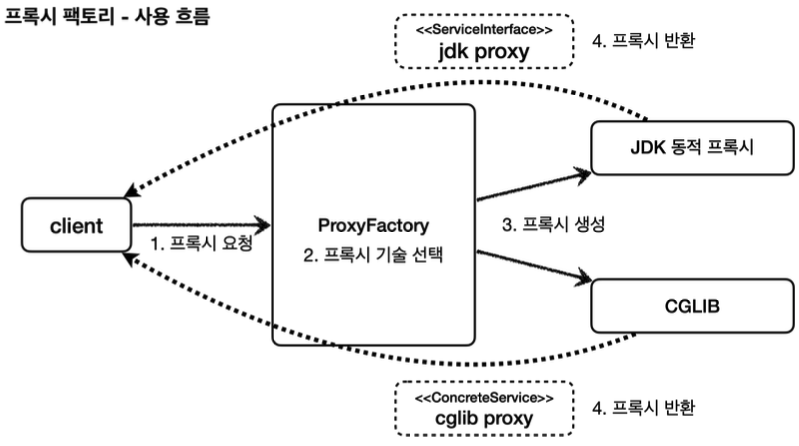 프록시 팩토리 - 사용 흐름
<<ServiceInterface>>
jdk proxy
4. 프록시 반환
JDK 동적 프록시
client
1. 프록시 요청
ProxyFactory
2. 프록시 기술 선택
3. 프록시 생성
CGLIB
<<ConcreteService>>
cglib proxy
4. 프록시 반환